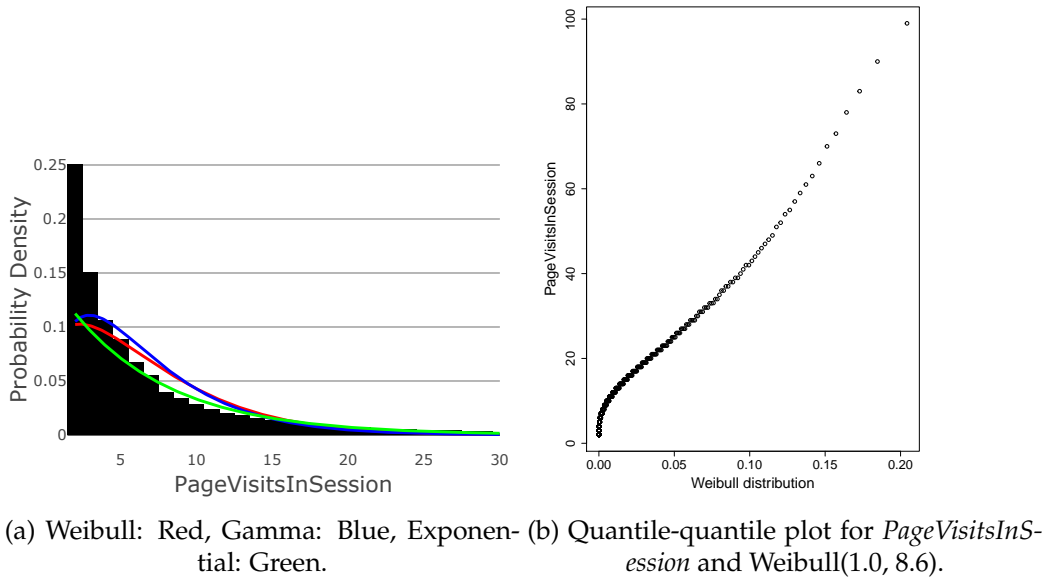 0.25
0.2
0.15
0.1
0.05
0
Probability Density
5 10 15 20 25 30
PageVisitsInSession
100
80
60
40
20
0
PageVisitsInSession
0.00 0.05 0.10 0.15 0.20
Weibull distribution
(a) Weibull: Red, Gamma: Blue, Exponen-
tial: Green.
(b) Quantile-quantile plot for PageVisitsInS-
ession and Weibull(1.0, 8.6).